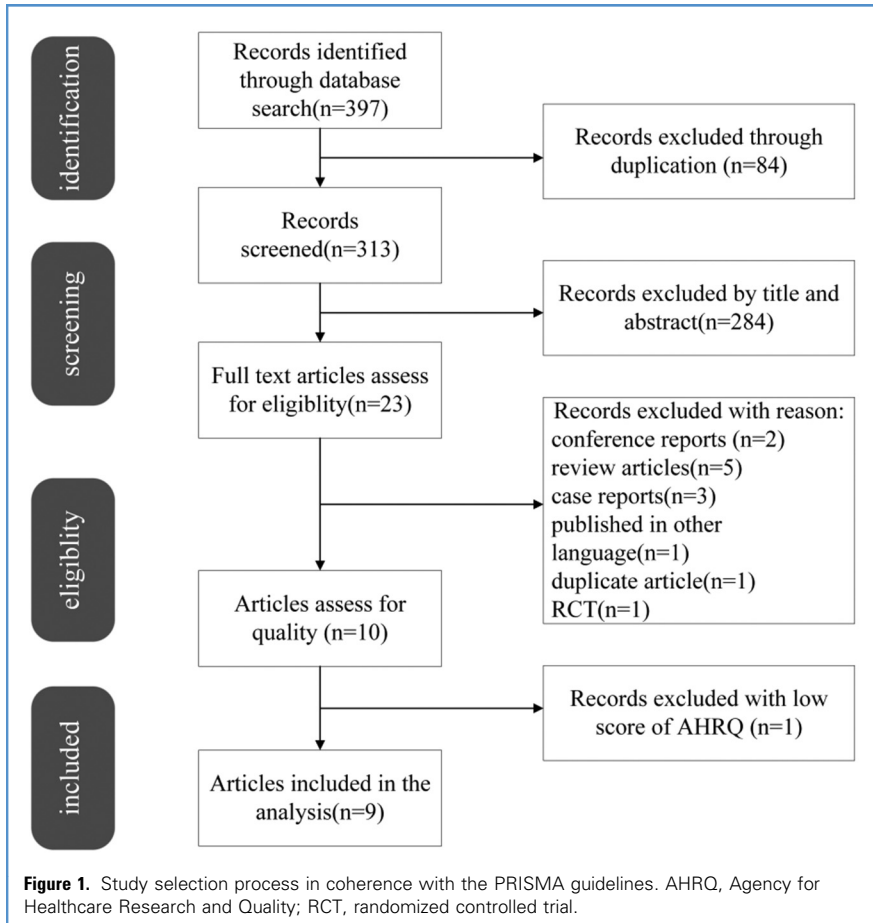 identification
Records identified
through database
search(n=397)
Records excluded through
duplication (n=84)
Records
screened(n=313)
screening
Records excluded by title and
abstract(n=284)
Full text articles assess
for eligiblity(n=23)
Records excluded with reason:
conference reports (n=2)
review articles(n=5)
case reports(n=3)
published in other
language(n=1)
duplicate article(n=1)
RCT(n=1)
eligiblity
Articles assess for
quality (n=10)
Records excluded with low
score of AHRQ (n=1)
included
Articles included in the
analysis(n=9)
Figure 1. Study selection process in coherence with the PRISMA guidelines. AHRQ, Agency for
Healthcare Research and Quality; RCT, randomized controlled trial.